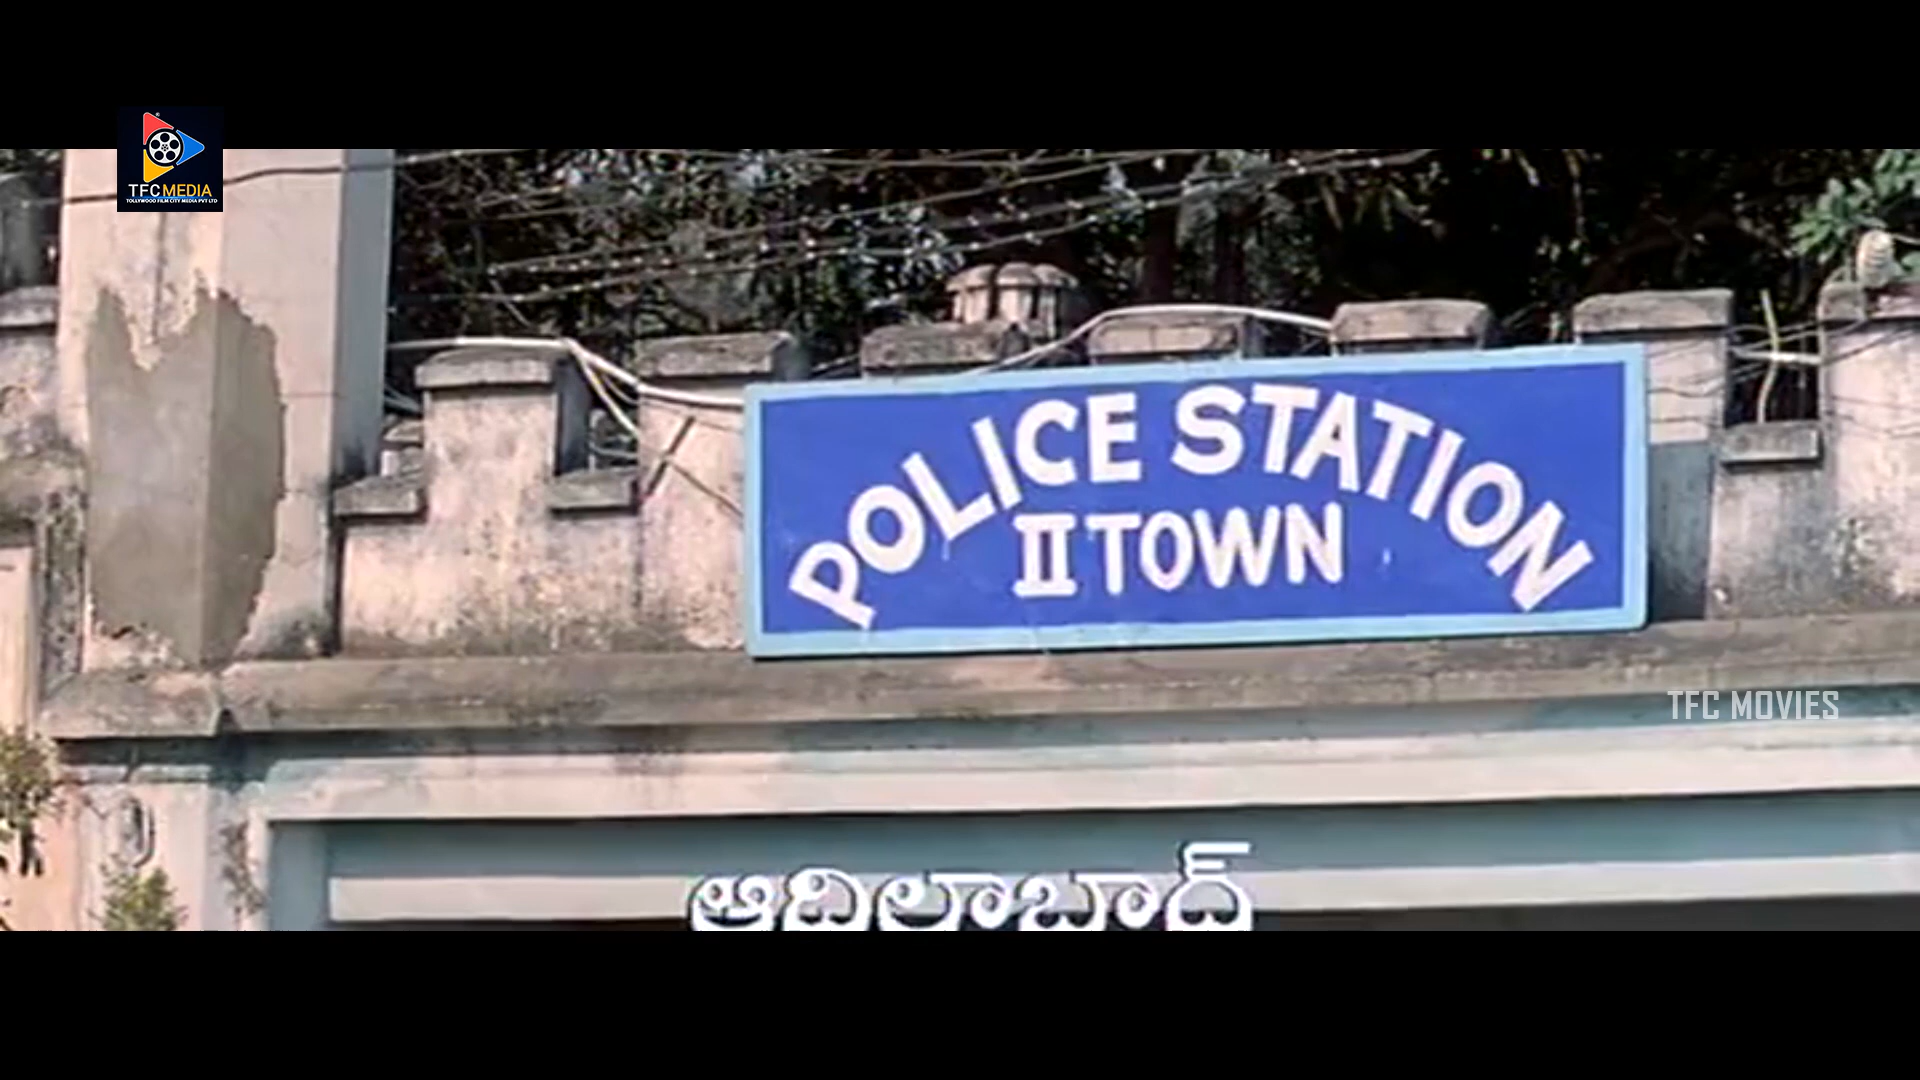 TFC MEDIA
TOLLYWOOD FILM CITY MEDIA PVT LTD
POLICE STATION
II TOWN
TFC MOVIES
ఆదిలాబాద్